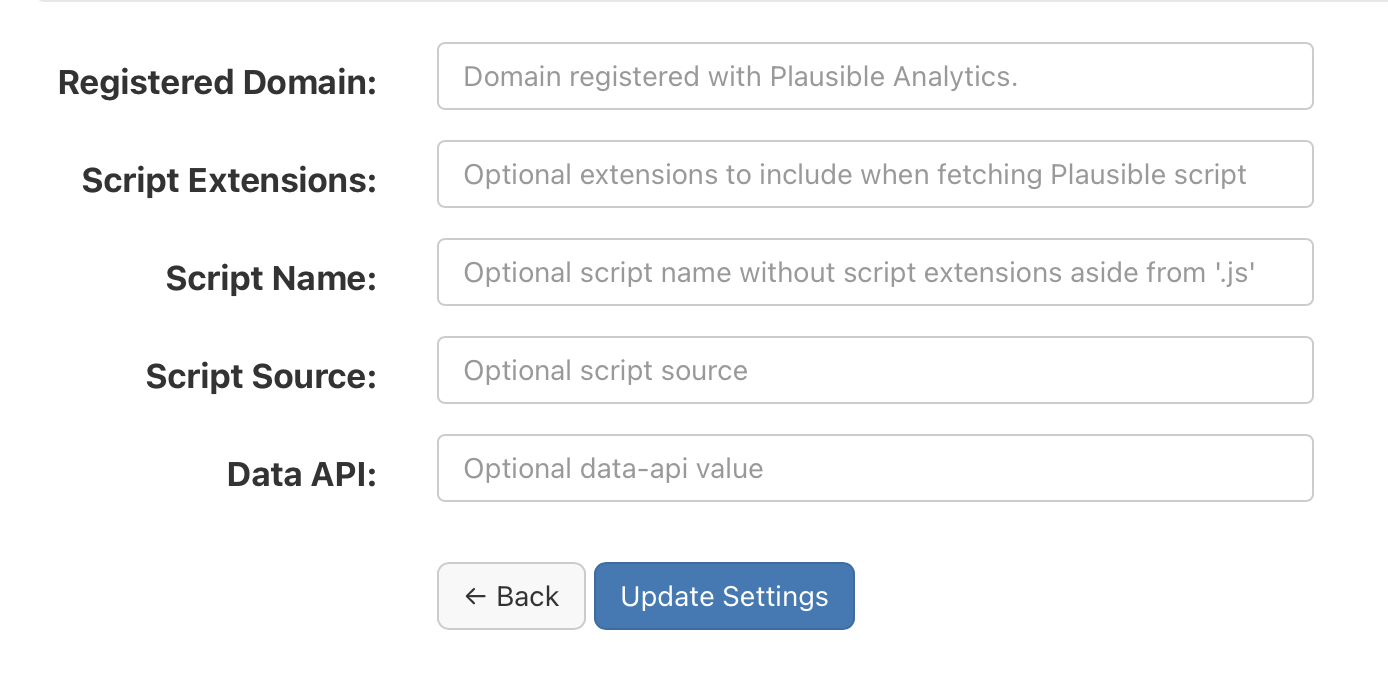 Registered Domain: Domain registered with Plausible Analytics.
Script Extensions: Optional extensions to include when fetching Plausible script
Script Name: Optional script name without script extensions aside from '.js'
Script Source: Optional script source
Data API: Optional data-api value
← Back Update Settings